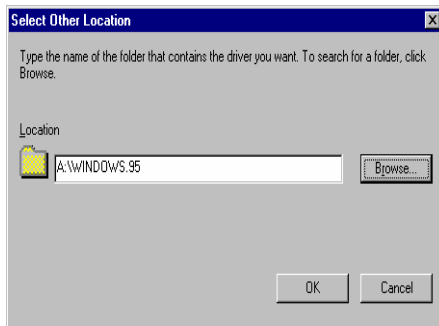 Select Other Location
Type the name of the folder that contains the driver you want. To search for a folder, click
Browse.
Location
A:\WINDOWS.95
Browse...
OK
Cancel